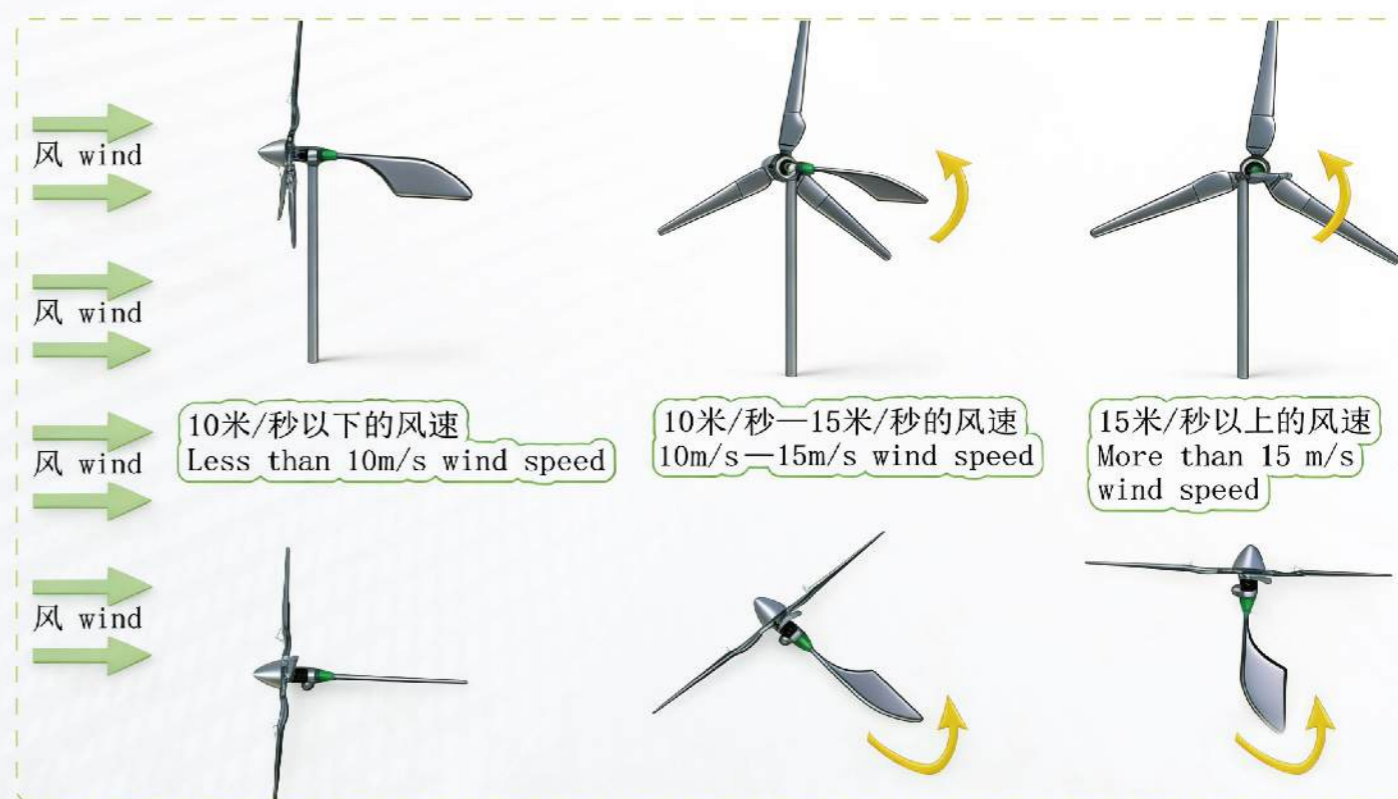 风 wind
风 wind
风 wind
风 wind
10米/秒以下的风速
Less than 10m/s wind speed
10米/秒—15米/秒的风速
10m/s—15m/s wind speed
15米/秒以上的风速
More than 15 m/s
wind speed